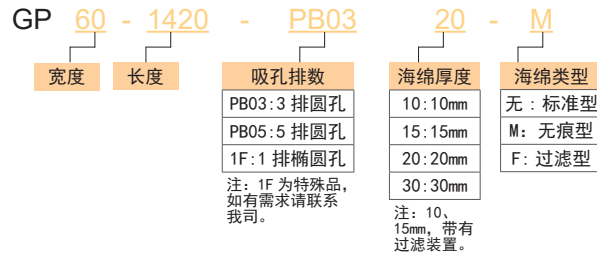 GP 60 - 1420 - PB03 20 - M
宽度 长度 吸孔排数 海绵厚度 海绵类型
PB03:3 排圆孔 10:10mm 无：标准型
PB05:5 排圆孔 15:15mm M：无痕型
1F:1 排椭圆孔 20:20mm F：过滤型
30:30mm
注：1F 为特殊品，
如有需求请联系
我司。
注：10、
15mm，带有
过滤装置。